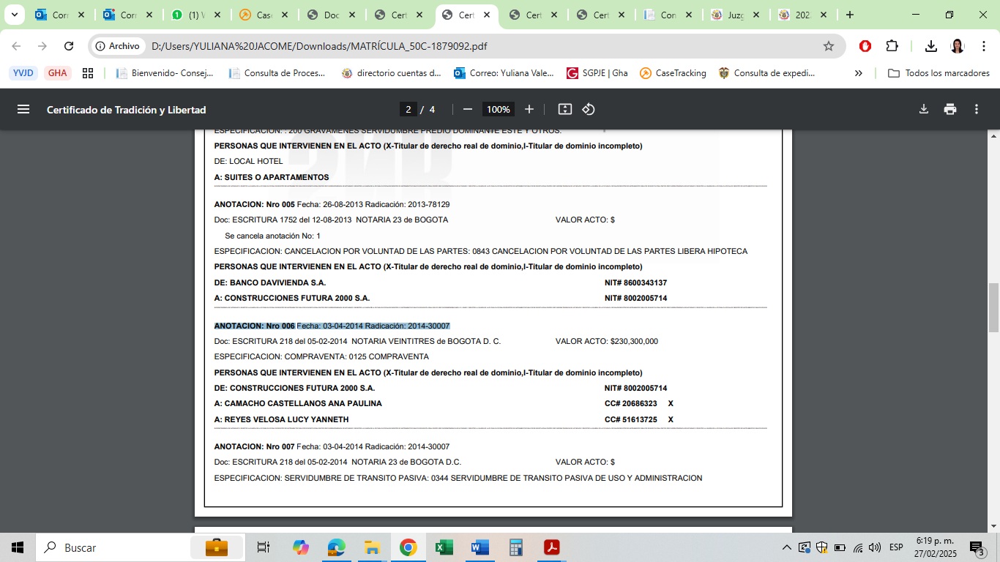 Corr
Corr
(1) V
Case
Doc
Cert
Cert
Cert
Cert
Con
Juzg
202
Archivo
D:/Users/YULIANA%20JACOME/Downloads/MATRÍCULA_50C-1879092.pdf
YVJD
GHA
Bienvenido- Consej...
Consulta de Proces...
directorio cuentas d...
Correo: Yuliana Vale...
SGPJE | Gha
CaseTracking
Consulta de expedi...
Todos los marcadores
Certificado de Tradición y Libertad
2 / 4
100%
ESPECIFICACION: : 200 GRAVAMENES SERVIDUMBRE PREDIO DOMINANTE ESTE Y OTROS.
PERSONAS QUE INTERVIENEN EN EL ACTO (X-Titular de derecho real de dominio,I-Titular de dominio incompleto)
DE: LOCAL HOTEL
A: SUITES O APARTAMENTOS
ANOTACION: Nro 005 Fecha: 26-08-2013 Radicación: 2013-78129
Doc: ESCRITURA 1752 del 12-08-2013 NOTARIA 23 de BOGOTA VALOR ACTO: $
Se cancela anotación No: 1
ESPECIFICACION: CANCELACION POR VOLUNTAD DE LAS PARTES: 0843 CANCELACION POR VOLUNTAD DE LAS PARTES LIBERA HIPOTECA
PERSONAS QUE INTERVIENEN EN EL ACTO (X-Titular de derecho real de dominio,I-Titular de dominio incompleto)
DE: BANCO DAVIVIENDA S.A. NIT# 8600343137
A: CONSTRUCCIONES FUTURA 2000 S.A. NIT# 8002005714
ANOTACION: Nro 006 Fecha: 03-04-2014 Radicación: 2014-30007
Doc: ESCRITURA 218 del 05-02-2014 NOTARIA VEINTITRES de BOGOTA D. C. VALOR ACTO: $230,300,000
ESPECIFICACION: COMPRAVENTA: 0125 COMPRAVENTA
PERSONAS QUE INTERVIENEN EN EL ACTO (X-Titular de derecho real de dominio,I-Titular de dominio incompleto)
DE: CONSTRUCCIONES FUTURA 2000 S.A. NIT# 8002005714
A: CAMACHO CASTELLANOS ANA PAULINA CC# 20686323 X
A: REYES VELOSA LUCY YANNETH CC# 51613725 X
ANOTACION: Nro 007 Fecha: 03-04-2014 Radicación: 2014-30007
Doc: ESCRITURA 218 del 05-02-2014 NOTARIA 23 de BOGOTA D.C. VALOR ACTO: $
ESPECIFICACION: SERVIDUMBRE DE TRANSITO PASIVA: 0344 SERVIDUMBRE DE TRANSITO PASIVA DE USO Y ADMINISTRACION
Buscar
ESP
6:19 p. m.
27/02/2025
3